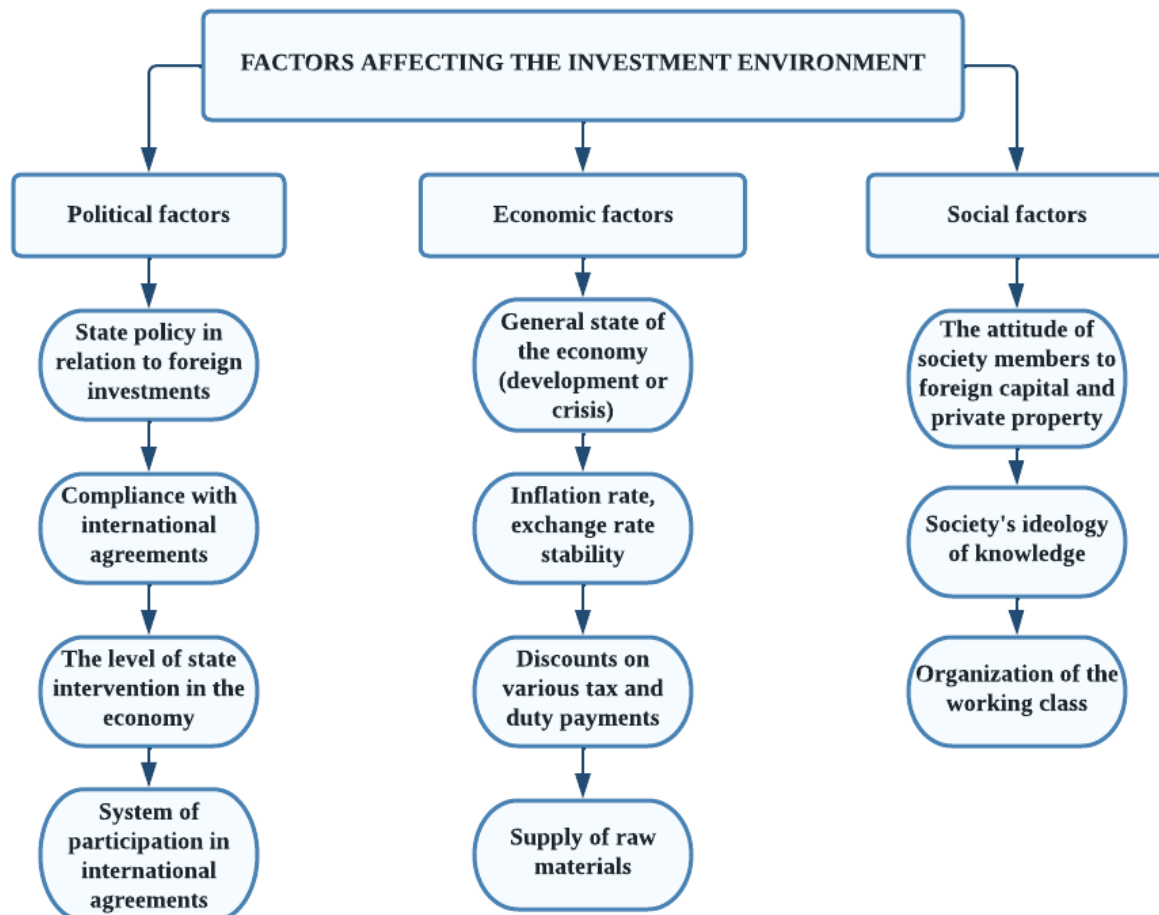 FACTORS AFFECTING THE INVESTMENT ENVIRONMENT
Political factors
State policy in
relation to foreign
investments
Compliance with
international
agreements
The level of state
intervention in the
economy
System of
participation in
international
agreements
Economic factors
General state of
the economy
(development or
crisis)
Inflation rate,
exchange rate
stability
Discounts on
various tax and
duty payments
Supply of raw
materials
Social factors
The attitude of
society members to
foreign capital and
private property
Society's ideology
of knowledge
Organization of the
working class